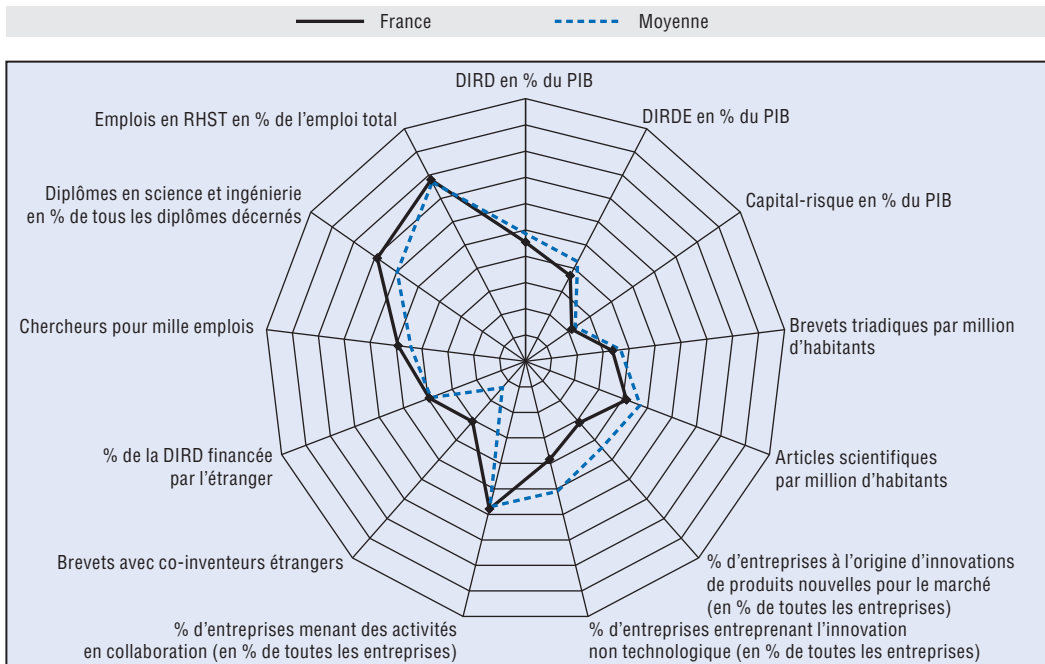 France
Moyenne
DIRD en % du PIB
DIRDE en % du PIB
Capital-risque en % du PIB
Brevets triadiques par million
d’habitants
Articles scientifiques
par million d’habitants
% d’entreprises à l’origine d’innovations
de produits nouvelles pour le marché
(en % de toutes les entreprises)
% d’entreprises entreprenant l’innovation
non technologique (en % de toutes les entreprises)
% d’entreprises menant des activités
en collaboration (en % de toutes les entreprises)
Brevets avec co-inventeurs étrangers
% de la DIRD financée
par l’étranger
Chercheurs pour mille emplois
Diplômes en science et ingénierie
en % de tous les diplômes décernés
Emplois en RHST en % de l’emploi total